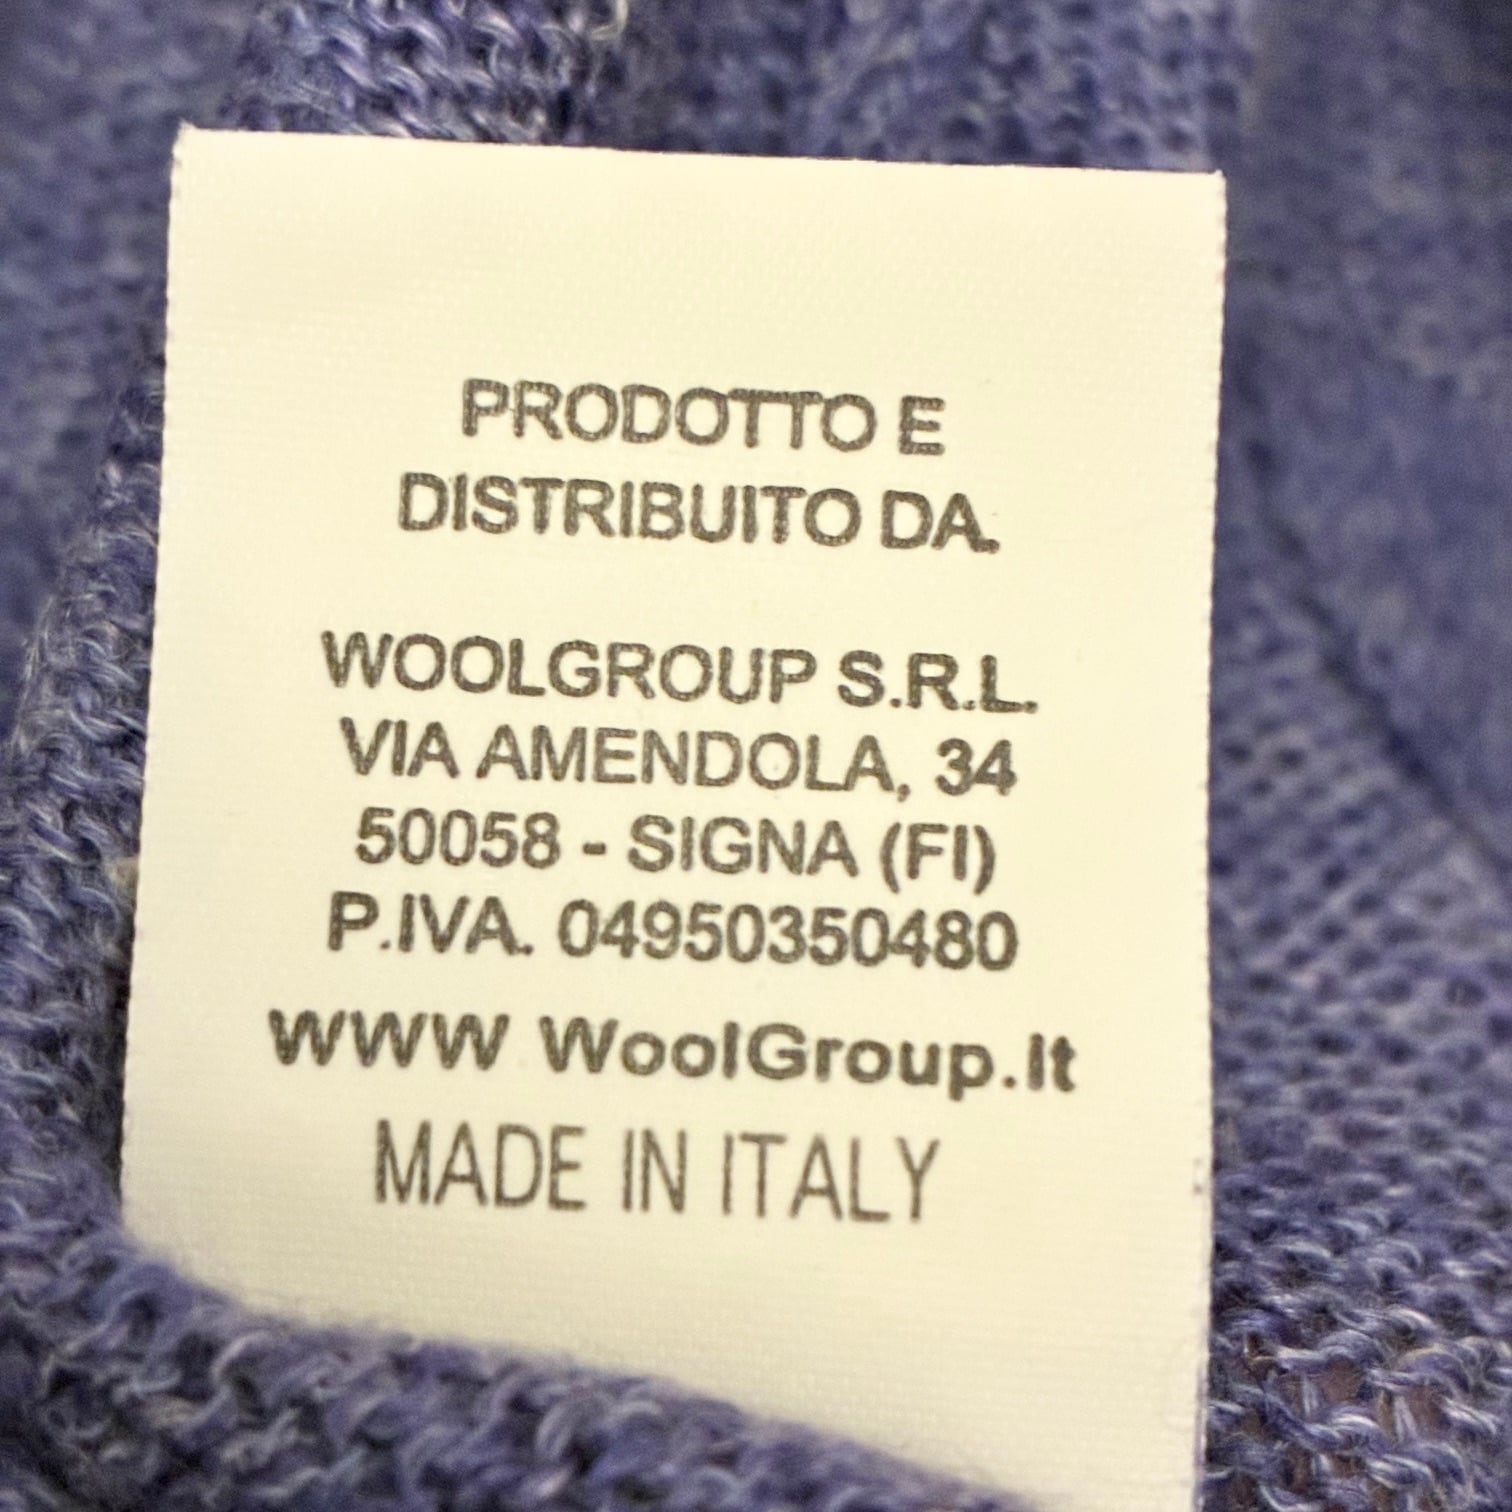 PRODOTTO E
DISTRIBUITO DA.
WOOLGROUP S.R.L.
VIA AMENDOLA, 34
50058 - SIGNA (FI)
P.IVA. 04950350480
WWW WoolGroup.It
MADE IN ITALY